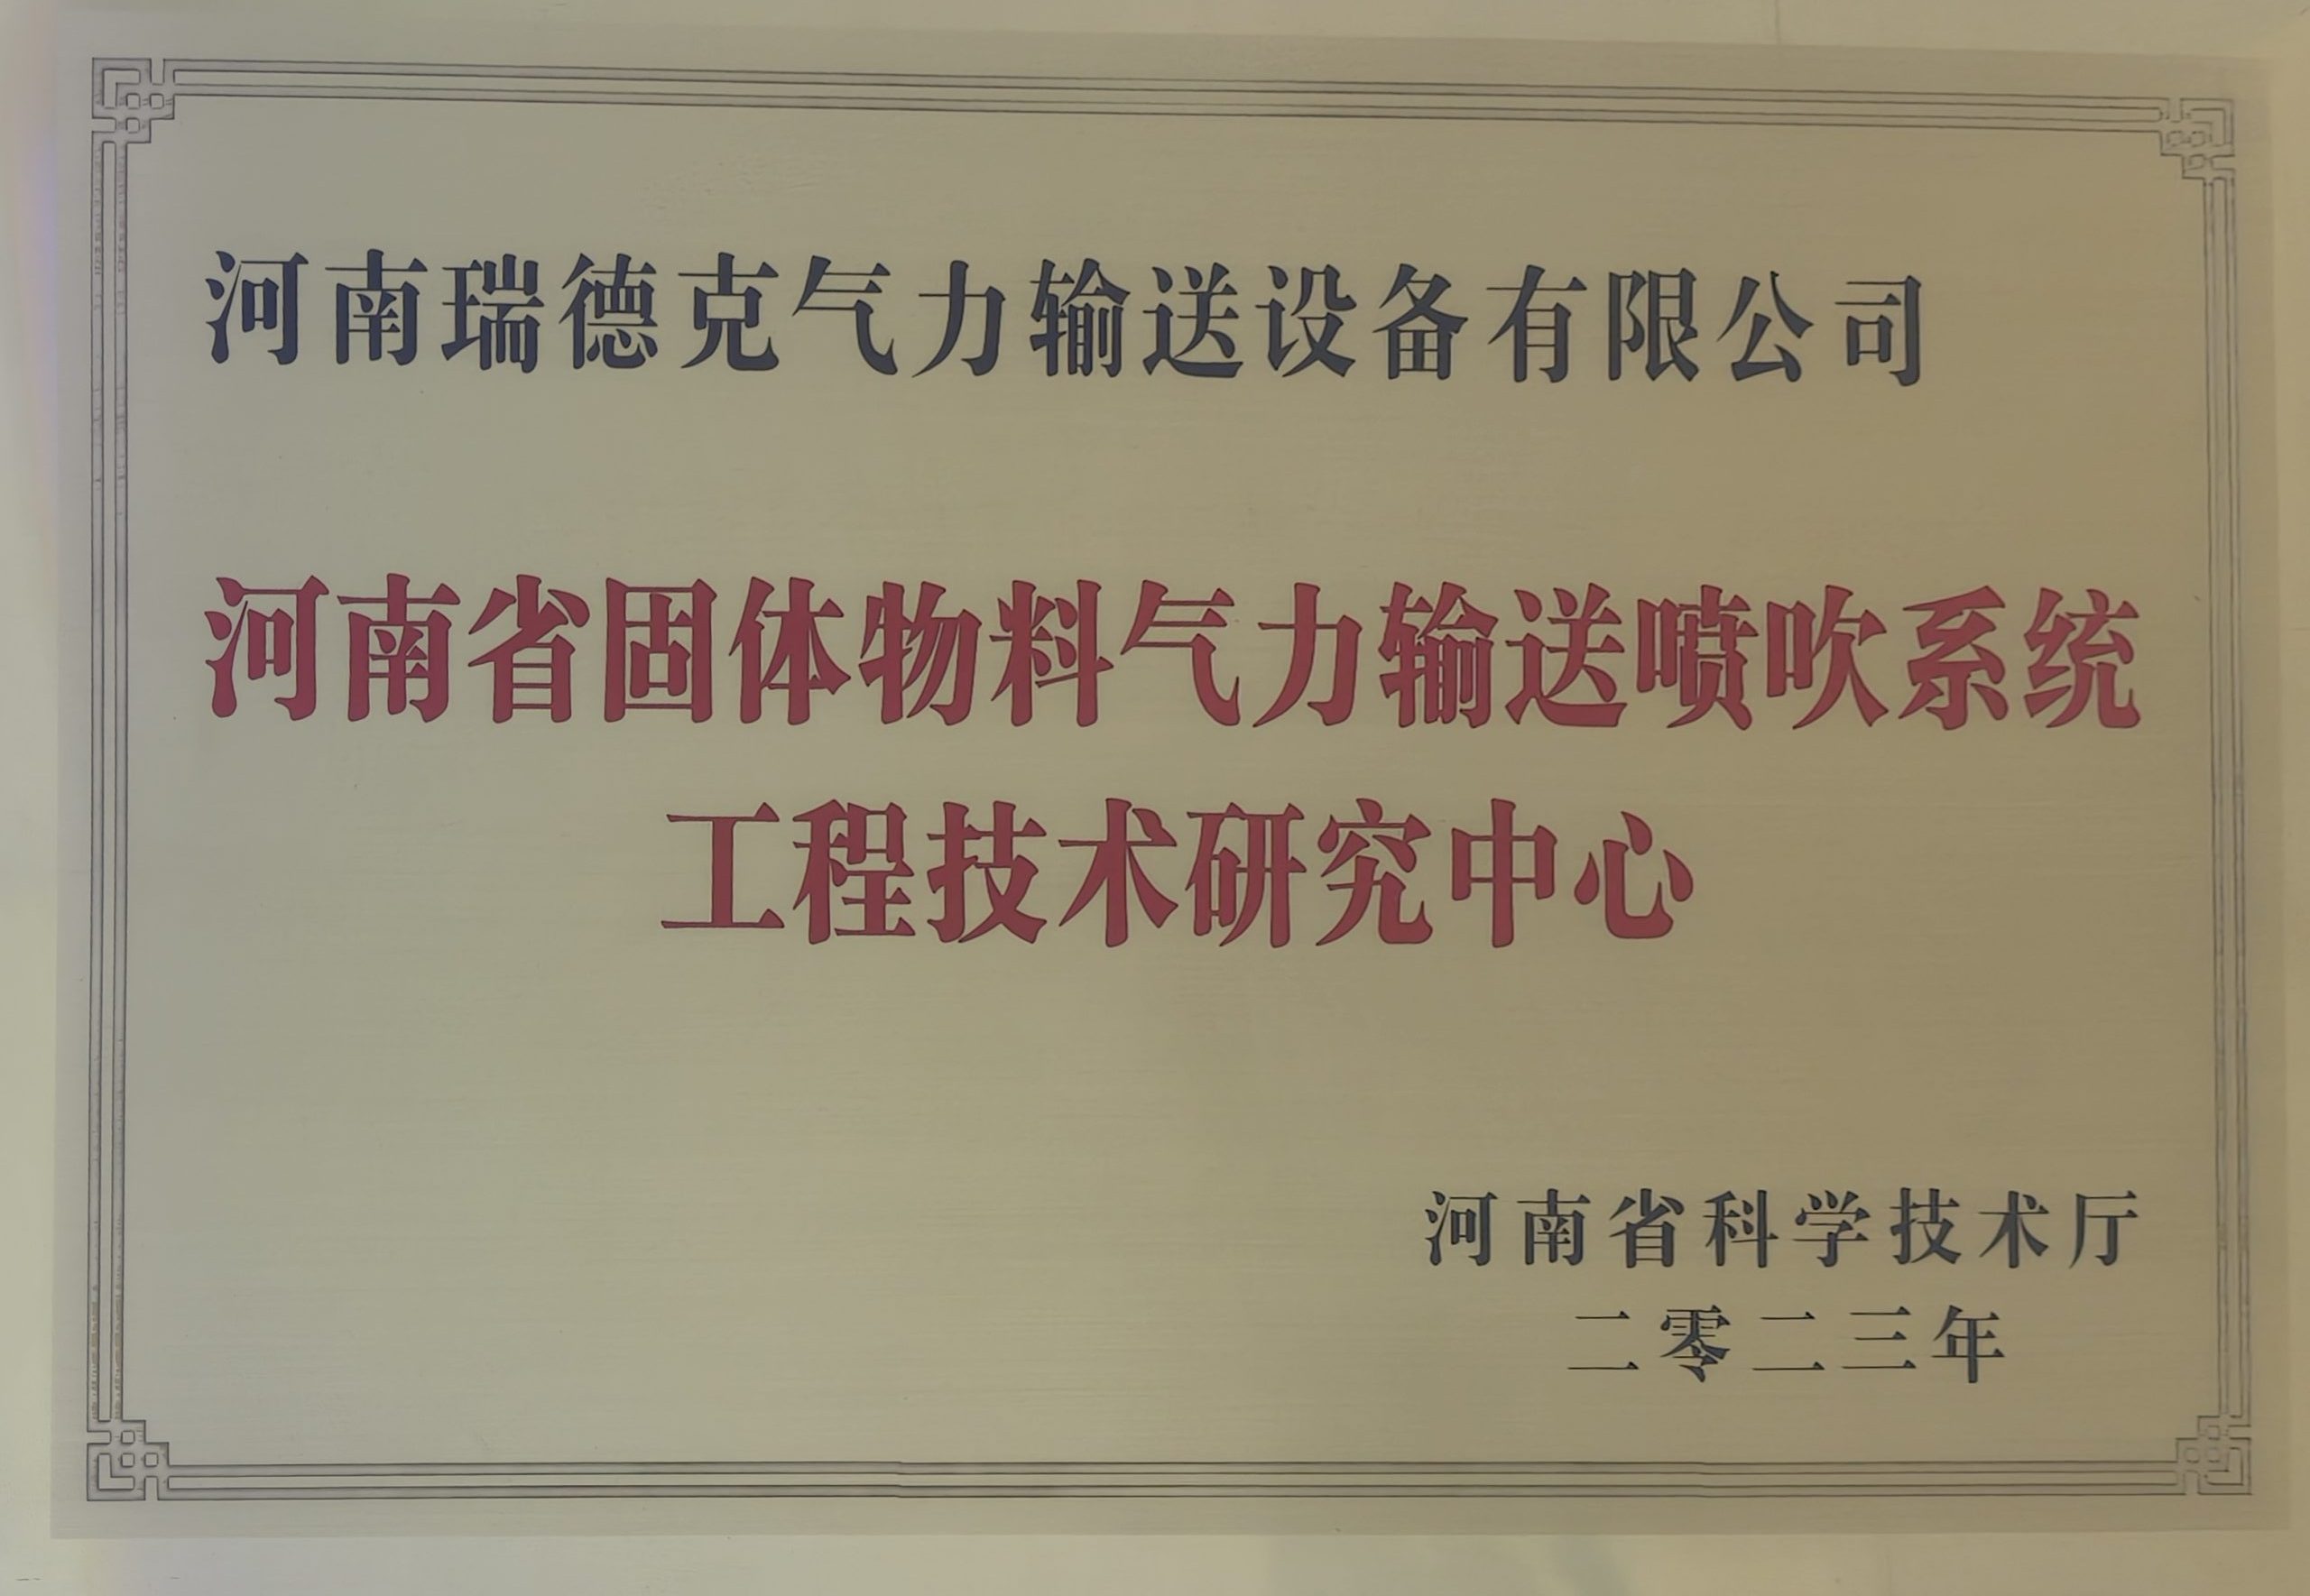 河南瑞德克气力输送设备有限公司
河南省固体物料气力输送喷吹系统
工程技术研究中心
河南省科学技术厅
二零二三年